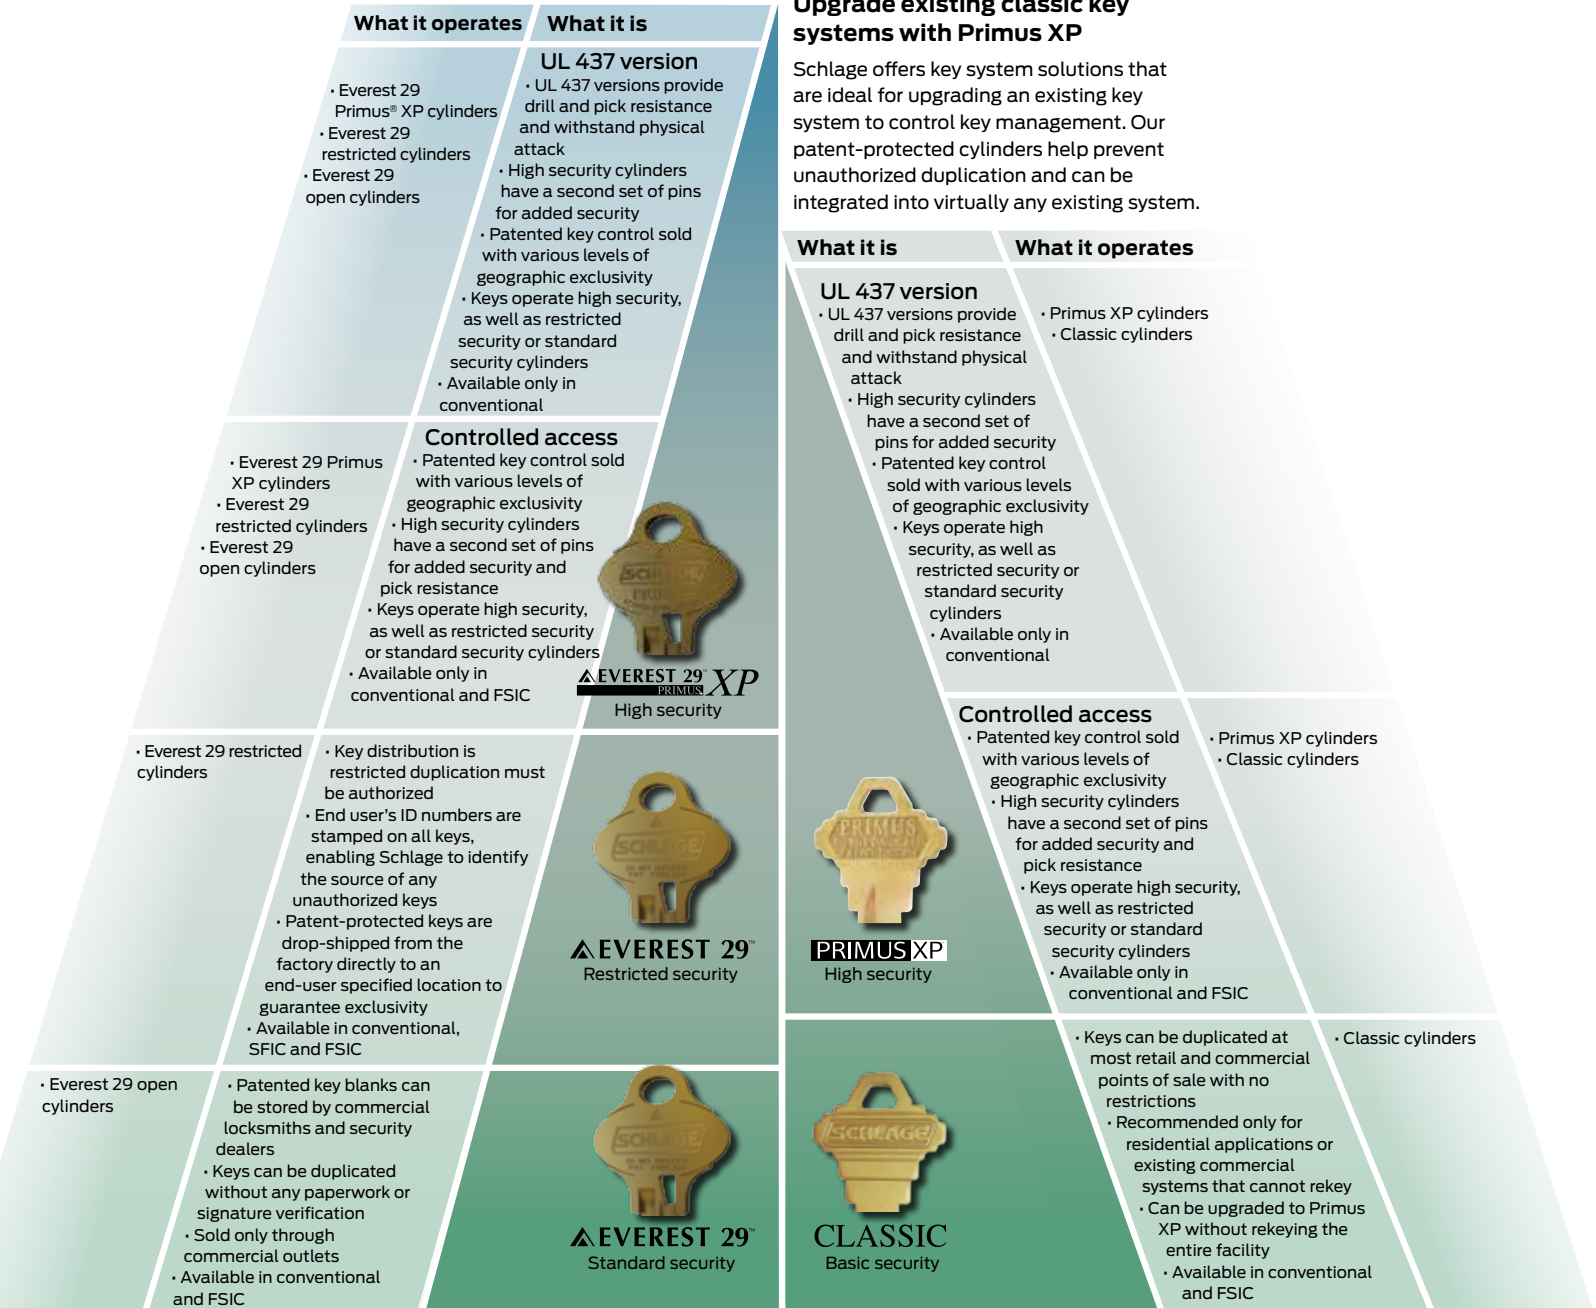 What it operates
What it is
UL 437 version
· Everest 29
Primus® XP cylinders
· Everest 29
restricted cylinders
· Everest 29
open cylinders
· UL 437 versions provide
drill and pick resistance
and withstand physical
attack
· High security cylinders
have a second set of pins
for added security
· Patented key control sold
with various levels of
geographic exclusivity
· Keys operate high security,
as well as restricted
security or standard
security cylinders
· Available only in
conventional
· Everest 29 Primus
XP cylinders
· Everest 29
restricted cylinders
· Everest 29
open cylinders
Controlled access
· Patented key control sold
with various levels of
geographic exclusivity
· High security cylinders
have a second set of pins
for added security and
pick resistance
· Keys operate high security,
as well as restricted security
or standard security cylinders
· Available only in
conventional and FSIC
SCHLAGE
EVEREST 29™
PRIMUS XP
High security
· Everest 29 restricted
cylinders
· Key distribution is
restricted duplication must
be authorized
· End user's ID numbers are
stamped on all keys,
enabling Schlage to identify
the source of any
unauthorized keys
· Patent-protected keys are
drop-shipped from the
factory directly to an
end-user specified location to
guarantee exclusivity
· Available in conventional,
SFIC and FSIC
SCHLAGE
EVEREST 29™
Restricted security
· Everest 29 open
cylinders
· Patented key blanks can
be stored by commercial
locksmiths and security
dealers
· Keys can be duplicated
without any paperwork or
signature verification
· Sold only through
commercial outlets
· Available in conventional
and FSIC
SCHLAGE
EVEREST 29™
Standard security
Upgrade existing classic key
systems with Primus XP
Schlage offers key system solutions that
are ideal for upgrading an existing key
system to control key management. Our
patent-protected cylinders help prevent
unauthorized duplication and can be
integrated into virtually any existing system.
What it is
What it operates
UL 437 version
· UL 437 versions provide
drill and pick resistance
and withstand physical
attack
· High security cylinders
have a second set of
pins for added security
· Patented key control
sold with various levels
of geographic exclusivity
· Keys operate high
security, as well as
restricted security or
standard security
cylinders
· Available only in
conventional
· Primus XP cylinders
· Classic cylinders
PRIMUS
PRIMUS XP
High security
Controlled access
· Patented key control sold
with various levels of
geographic exclusivity
· High security cylinders
have a second set of pins
for added security and
pick resistance
· Keys operate high security,
as well as restricted
security or standard
security cylinders
· Available only in
conventional and FSIC
· Primus XP cylinders
· Classic cylinders
SCHLAGE
CLASSIC
Basic security
· Keys can be duplicated at
most retail and commercial
points of sale with no
restrictions
· Recommended only for
residential applications or
existing commercial
systems that cannot rekey
· Can be upgraded to Primus
XP without rekeying the
entire facility
· Available in conventional
and FSIC
· Classic cylinders